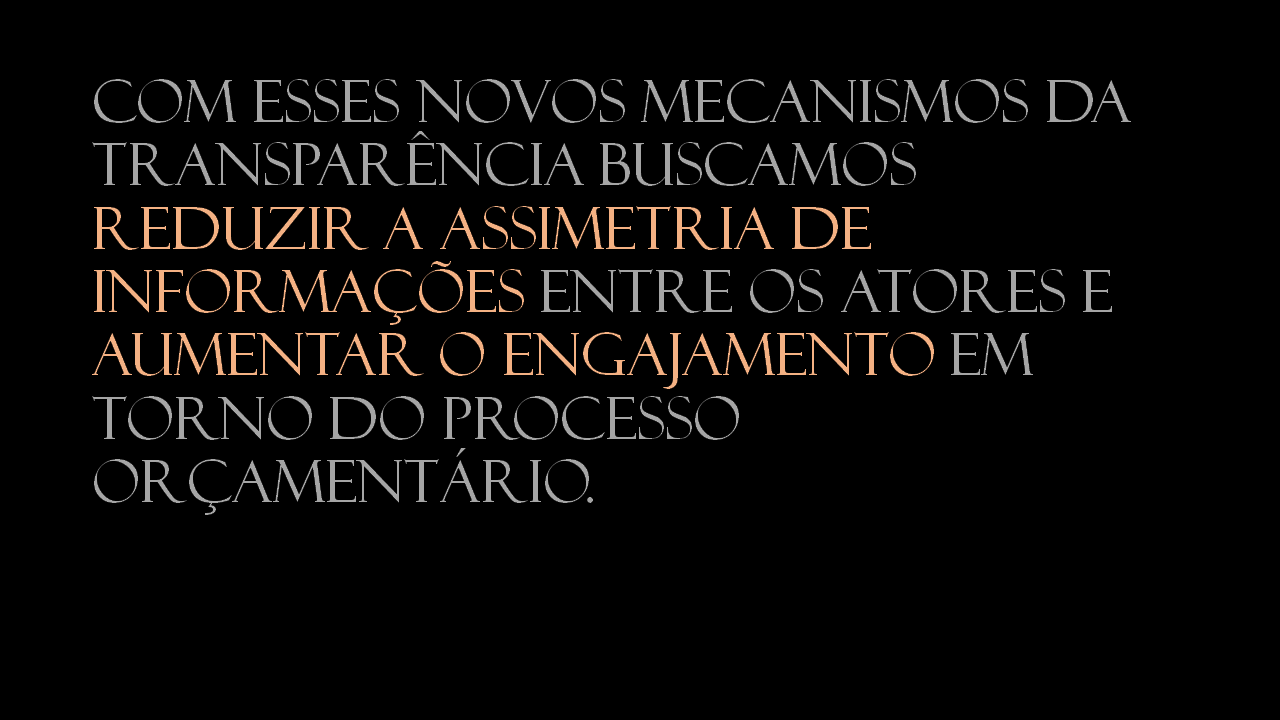 COM ESSES NOVOS MECANISMOS DA
TRANSPARÊNCIA BUSCAMOS
REDUZIR A ASSIMETRIA DE
INFORMAÇÕES ENTRE OS ATORES E
AUMENTAR O ENGAJAMENTO EM
TORNO DO PROCESSO
ORÇAMENTÁRIO.